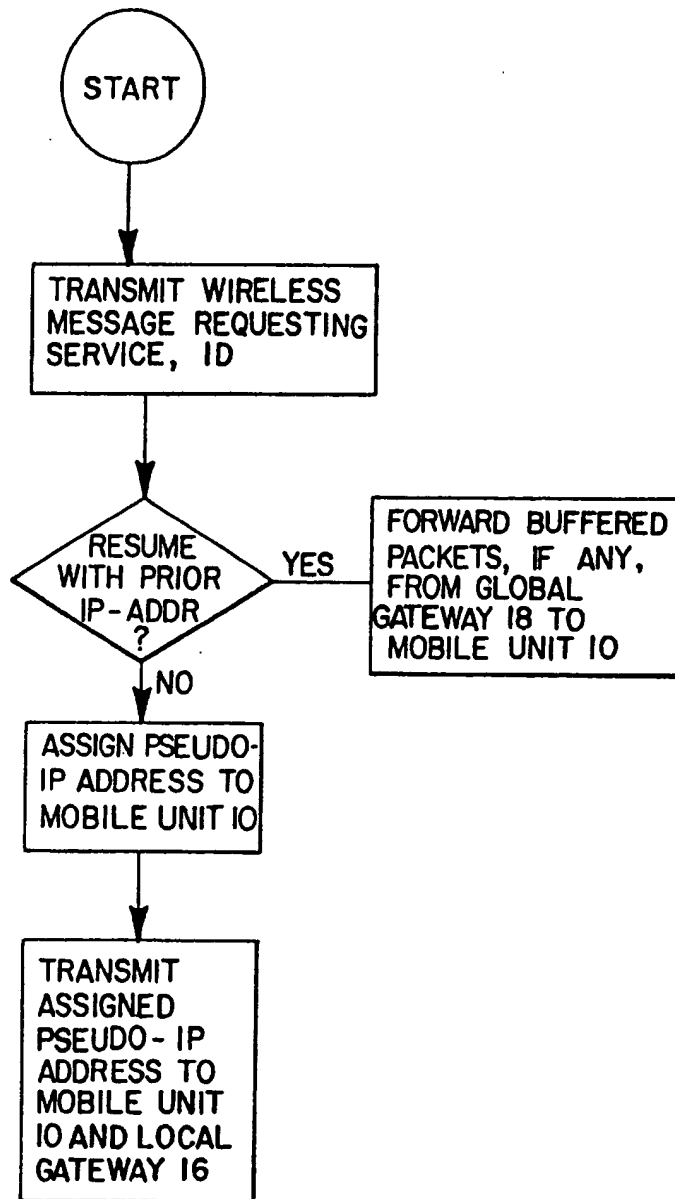 START
TRANSMIT WIRELESS
MESSAGE REQUESTING
SERVICE, ID
RESUME
WITH PRIOR
IP-ADDR
?
YES
FORWARD BUFFERED
PACKETS, IF ANY,
FROM GLOBAL
GATEWAY 18 TO
MOBILE UNIT 10
NO
ASSIGN PSEUDO-
IP ADDRESS TO
MOBILE UNIT 10
TRANSMIT
ASSIGNED
PSEUDO-IP
ADDRESS TO
MOBILE UNIT
10 AND LOCAL
GATEWAY 16